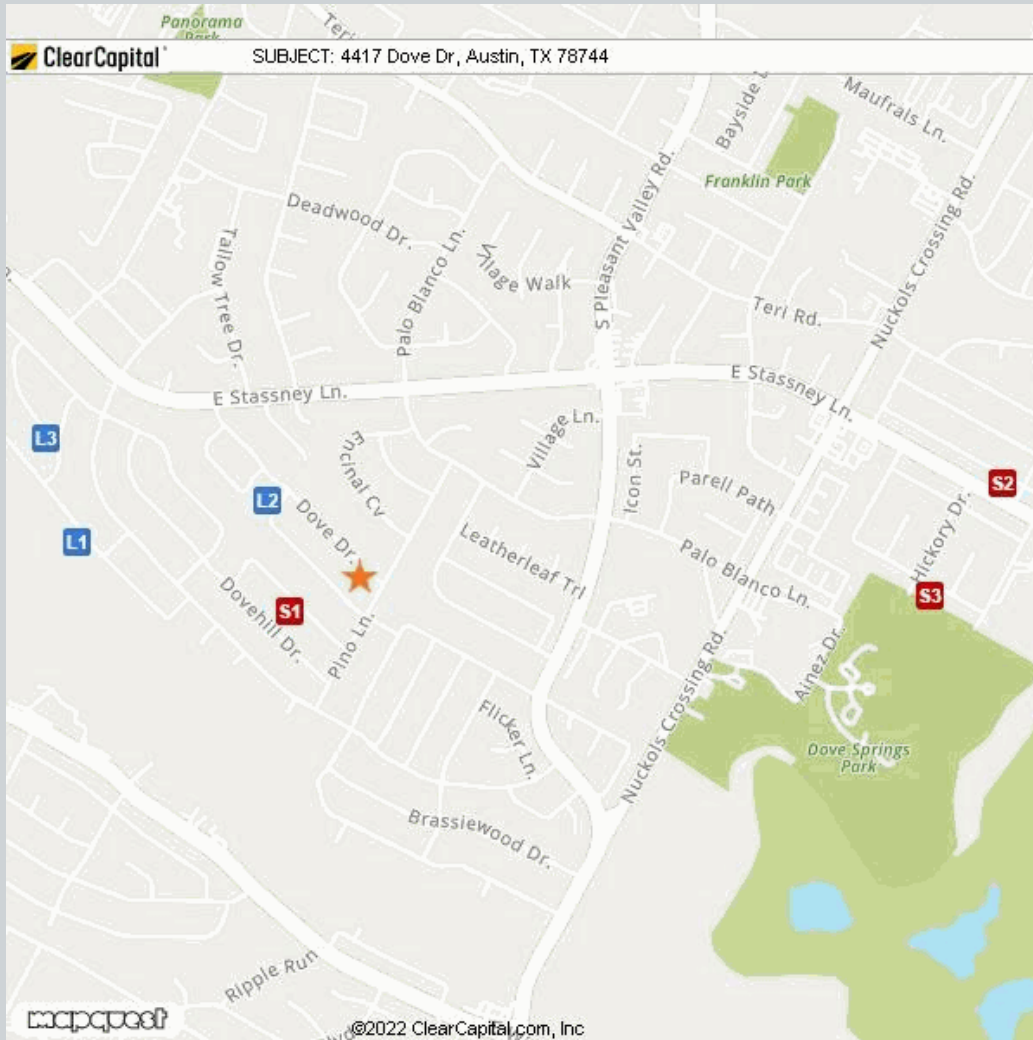 Panorama
Park
Teri
ClearCapital
SUBJECT: 4417 Dove Dr, Austin, TX 78744
Bayside L
Maufrals Ln.
Franklin Park
Deadwood Dr.
Tallow Tree Dr.
Palo Blanco Ln.
Village Walk
S Pleasant Valley Rd.
Teri Rd.
Nuckols Crossing Rd.
E Stassney Ln.
E Stassney Ln.
L3
Encinal Cv
Village Ln.
Icon St.
Parell Path
S2
L2
Dove Dr.
L1
Leatherleaf Trl
Palo Blanco Ln.
Hickory Dr.
S3
S1
Dovehill Dr.
Pino Ln.
Ainez Dr.
Nuckols Crossing Rd.
Flicker Ln.
Dove Springs
Park
Brassiewood Dr.
Ripple Run
mapquest
©2022 ClearCapital.com, Inc